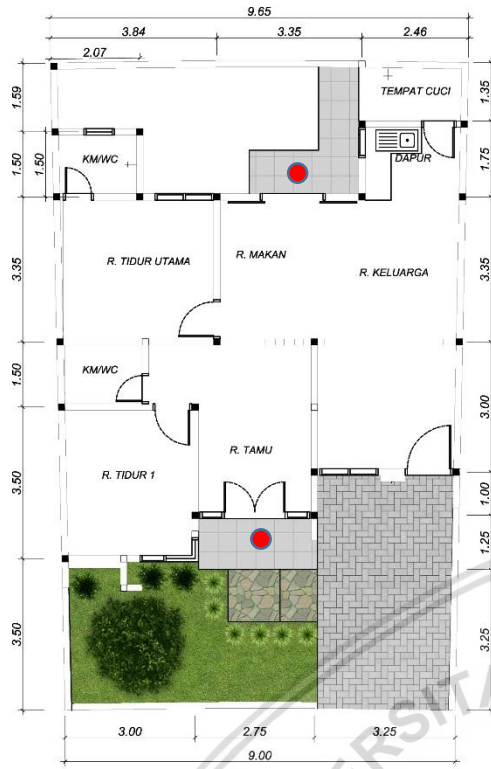 9.65
3.84 3.35 2.46
2.07
1.59
1.35
TEMPAT CUCI
1.50
1.50
KM/WC
DAPUR
1.75
3.35
R. TIDUR UTAMA
R. MAKAN
R. KELUARGA
3.35
1.50
KM/WC
3.00
3.50
R. TIDUR 1
R. TAMU
1.00
1.25
3.50
3.25
ERSITA
3.00 2.75 3.25
9.00